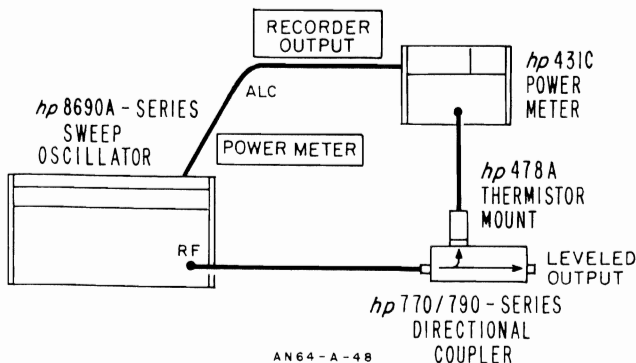 RECORDER
OUTPUT
ALC
hp 431C
POWER
METER
hp 8690A-SERIES
SWEEP
OSCILLATOR
POWER METER
hp 478A
THERMISTOR
MOUNT
RF
LEVELED
OUTPUT
hp 770/790-SERIES
DIRECTIONAL
COUPLER
AN64-A-48